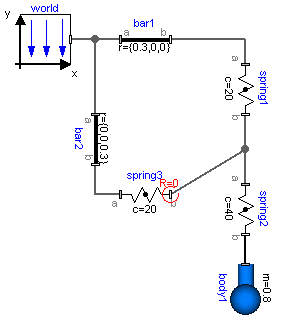 y
world
x
bar1
a
b
r={0.3,0,0}
a
spring1
c=20
b
a
bar2
r={0,0,0.3}
b
spring3
R=0
a
b
c=20
a
spring2
c=40
b
body1
m=0.8